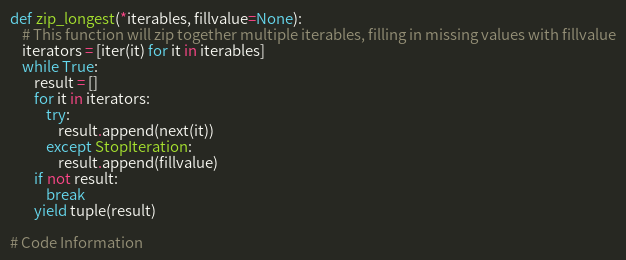 def zip_longest(*iterables, fillvalue=None):
    # This function will zip together multiple iterables, filling in missing values with fillvalue
    iterators = [iter(it) for it in iterables]
    while True:
        result = []
        for it in iterators:
            try:
                result.append(next(it))
            except StopIteration:
                result.append(fillvalue)
        if not result:
            break
        yield tuple(result)

# Code Information